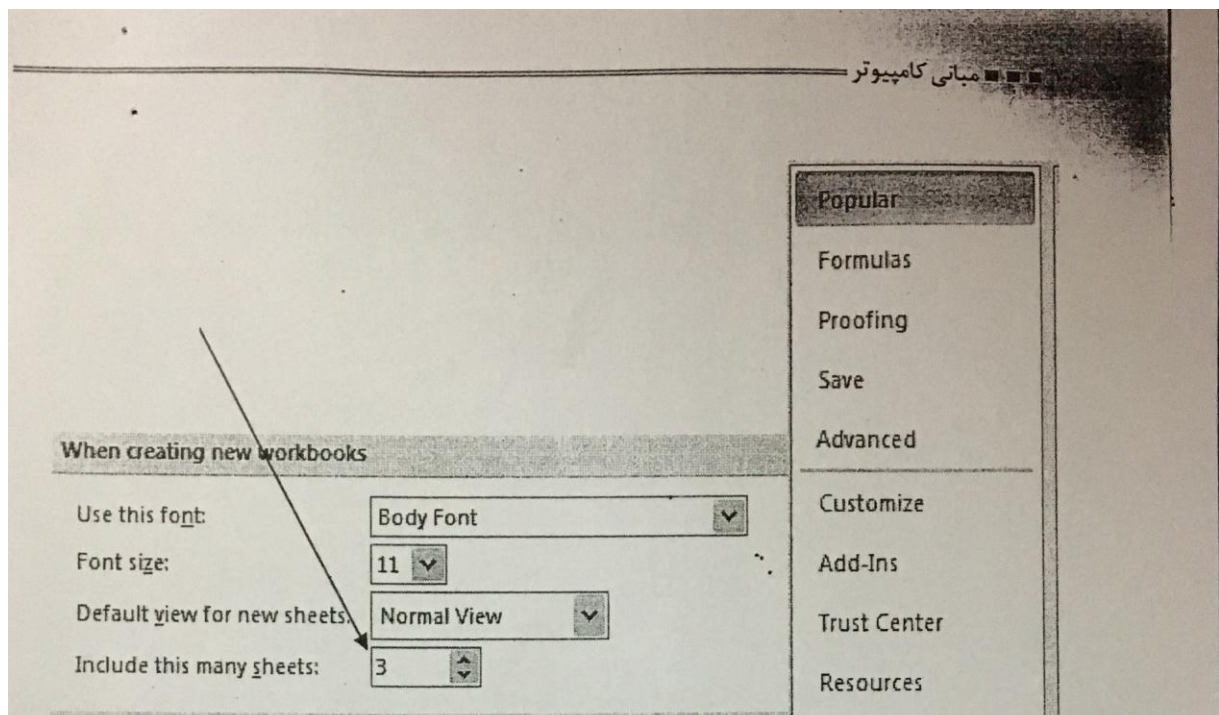 مبانی کامپیوتر
Popular
Formulas
Proofing
Save
Advanced
Customize
Add-Ins
Trust Center
Resources
When creating new workbooks
Use this font: Body Font
Font size: 11
Default view for new sheets: Normal View
Include this many sheets: 3